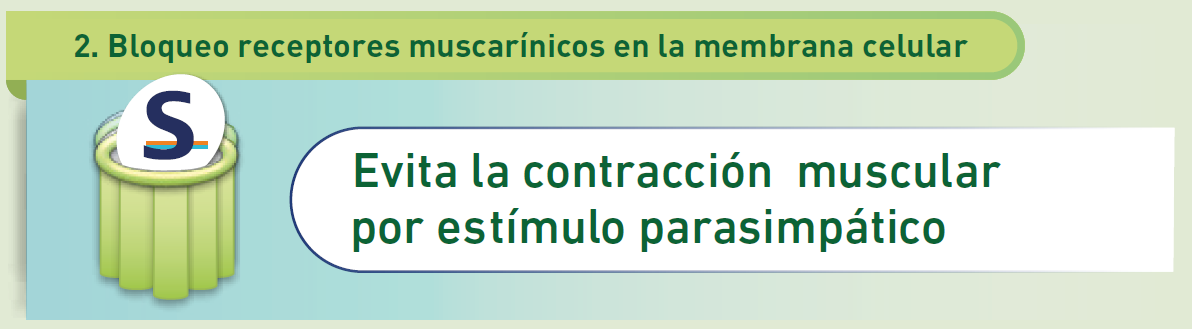 2. Bloqueo receptores muscarínicos en la membrana celular
S
Evita la contracción  muscular
por estímulo parasimpático